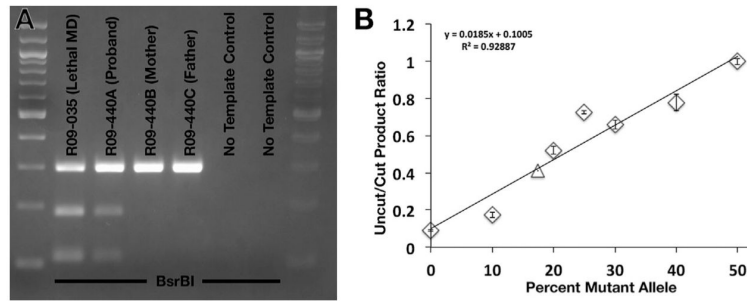 A
R09-035 (Lethal MD)
R09-440A (Proband)
R09-440B (Mother)
R09-440C (Father)
No Template Control
No Template Control
BsrBI
B
y = 0.0185x + 0.1005
R² = 0.92887
Uncut/Cut Product Ratio
1.2
1
0.8
0.6
0.4
0.2
0
0
10
20
30
40
50
Percent Mutant Allele